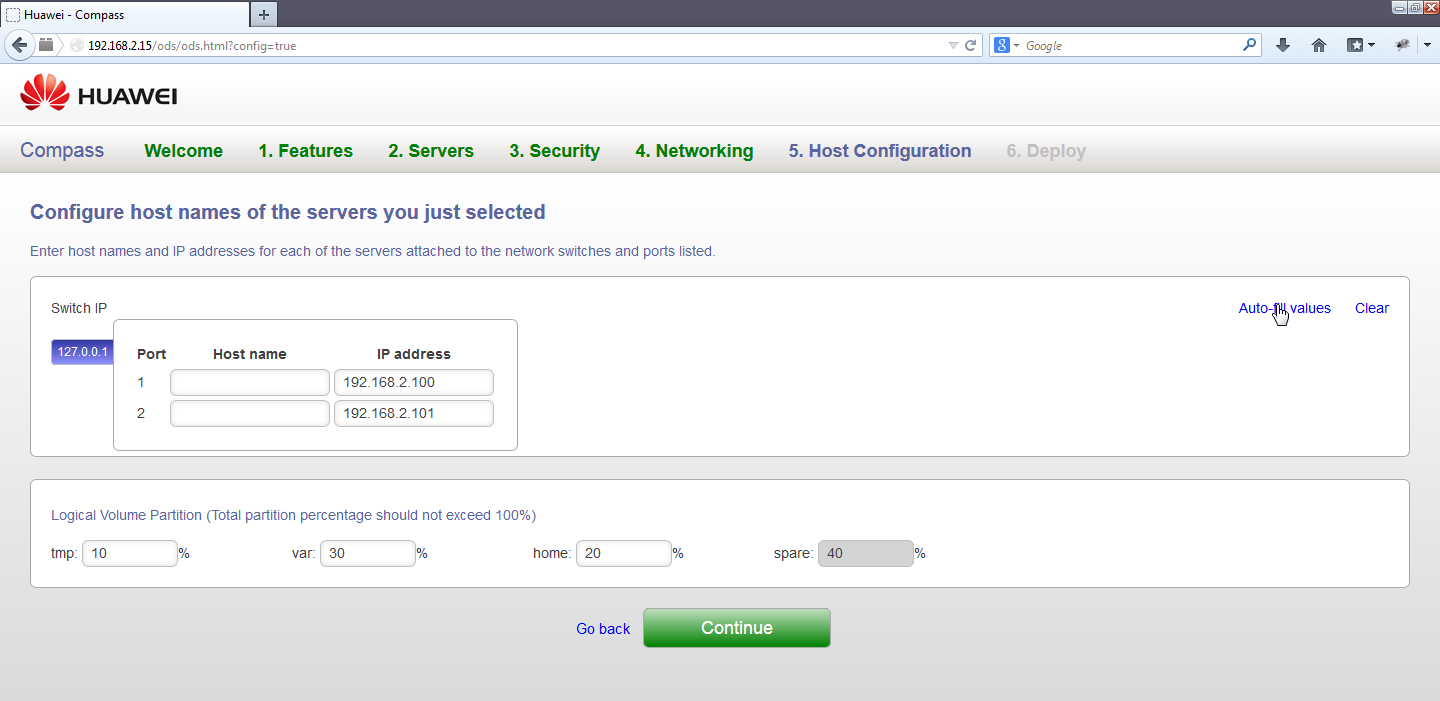 Huawei - Compass
192.168.2.15/ods/ods.html?config=true
8 Google
HUAWEI
Compass Welcome 1. Features 2. Servers 3. Security 4. Networking 5. Host Configuration 6. Deploy
Configure host names of the servers you just selected
Enter host names and IP addresses for each of the servers attached to the network switches and ports listed.
Switch IP Auto-fill values Clear
127.0.0.1
Port Host name IP address
1 192.168.2.100
2 192.168.2.101
Logical Volume Partition (Total partition percentage should not exceed 100%)
tmp: 10 % var: 30 % home: 20 % spare: 40 %
Go back Continue